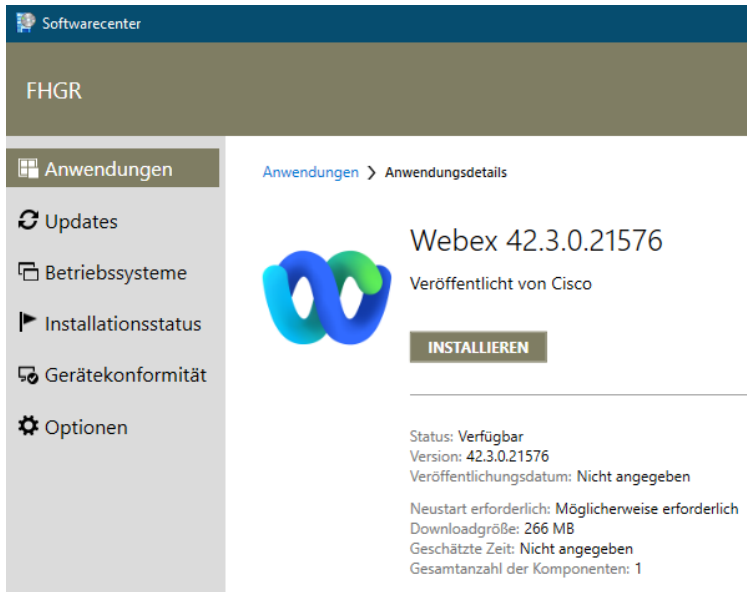 Softwarecenter
FHGR
Anwendungen
Updates
Betriebssysteme
Installationsstatus
Gerätekonformität
Optionen
Anwendungen ❯ Anwendungsdetails
Webex 42.3.0.21576
Veröffentlicht von Cisco
INSTALLIEREN
Status: Verfügbar
Version: 42.3.0.21576
Veröffentlichungsdatum: Nicht angegeben
Neustart erforderlich: Möglicherweise erforderlich
Downloadgröße: 266 MB
Geschätzte Zeit: Nicht angegeben
Gesamtanzahl der Komponenten: 1